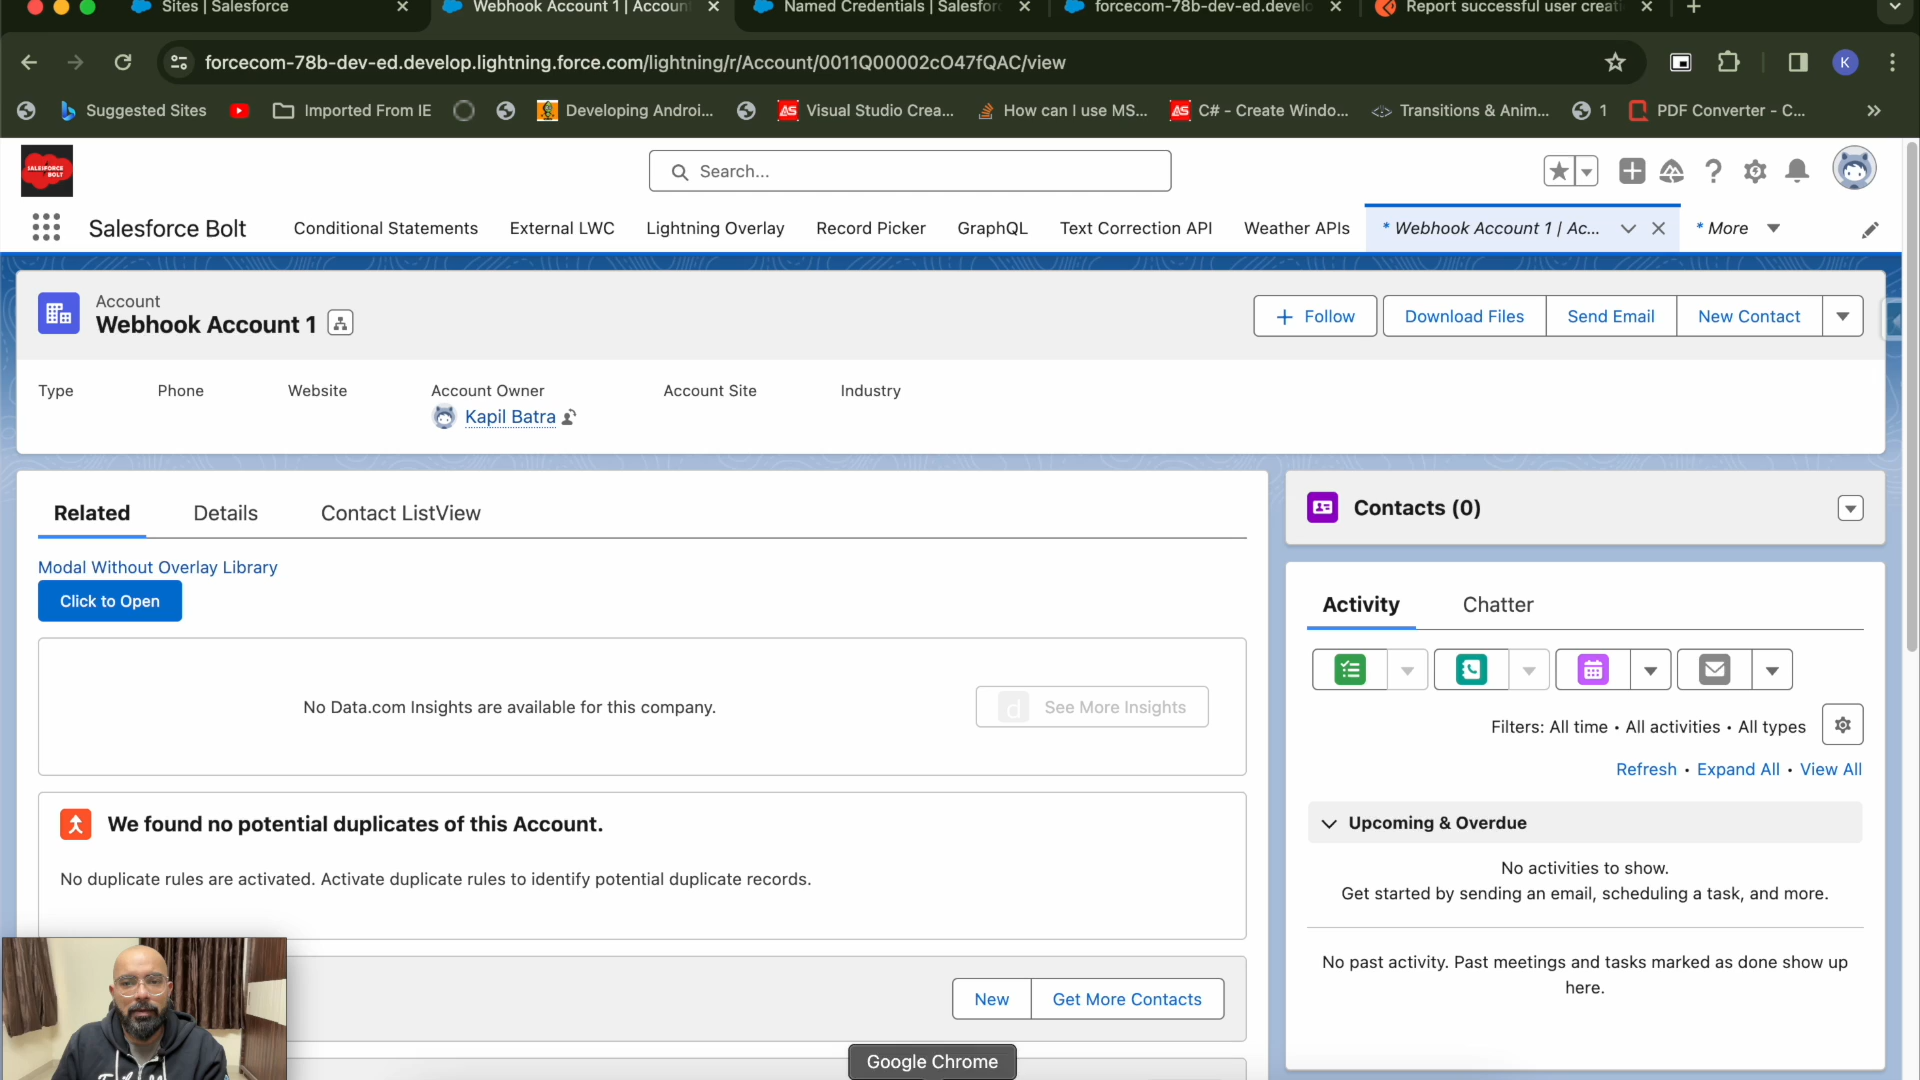 Sites | Salesforce
Webhook Account 1 | Accoun
Named Credentials | Salesfor
forcecom-78b-dev-ed.develo
Report successful user creati
forcecom-78b-dev-ed.develop.lightning.force.com/lightning/r/Account/0011Q00002cO47fQAC/view
K
Suggested Sites
Imported From IE
Developing Androi...
AS
Visual Studio Crea...
How can I use MS...
AS
C# - Create Windo...
Transitions & Anim...
1
PDF Converter - C...
SALESFORCE
BOLT
Search...
Salesforce Bolt
Conditional Statements
External LWC
Lightning Overlay
Record Picker
GraphQL
Text Correction API
Weather APIs
* Webhook Account 1 | Ac...
* More
Account
Webhook Account 1
Follow
Download Files
Send Email
New Contact
Type
Phone
Website
Account Owner
Account Site
Industry
Kapil Batra
Related
Details
Contact ListView
Contacts (0)
Modal Without Overlay Library
Click to Open
Activity
Chatter
No Data.com Insights are available for this company.
d
See More Insights
Filters: All time • All activities • All types
Refresh • Expand All • View All
We found no potential duplicates of this Account.
No duplicate rules are activated. Activate duplicate rules to identify potential duplicate records.
Upcoming & Overdue
No activities to show.
Get started by sending an email, scheduling a task, and more.
No past activity. Past meetings and tasks marked as done show up
here.
New
Get More Contacts
Google Chrome